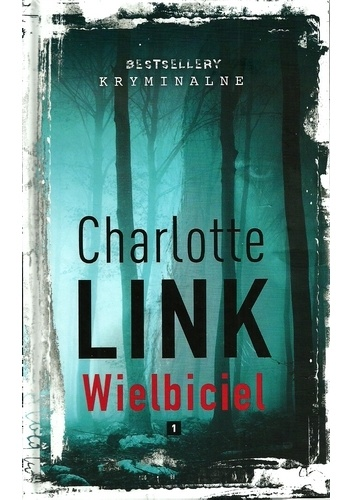 BESTSELLERY
KRYMINALNE
Charlotte
LINK
Wielbiciel
1